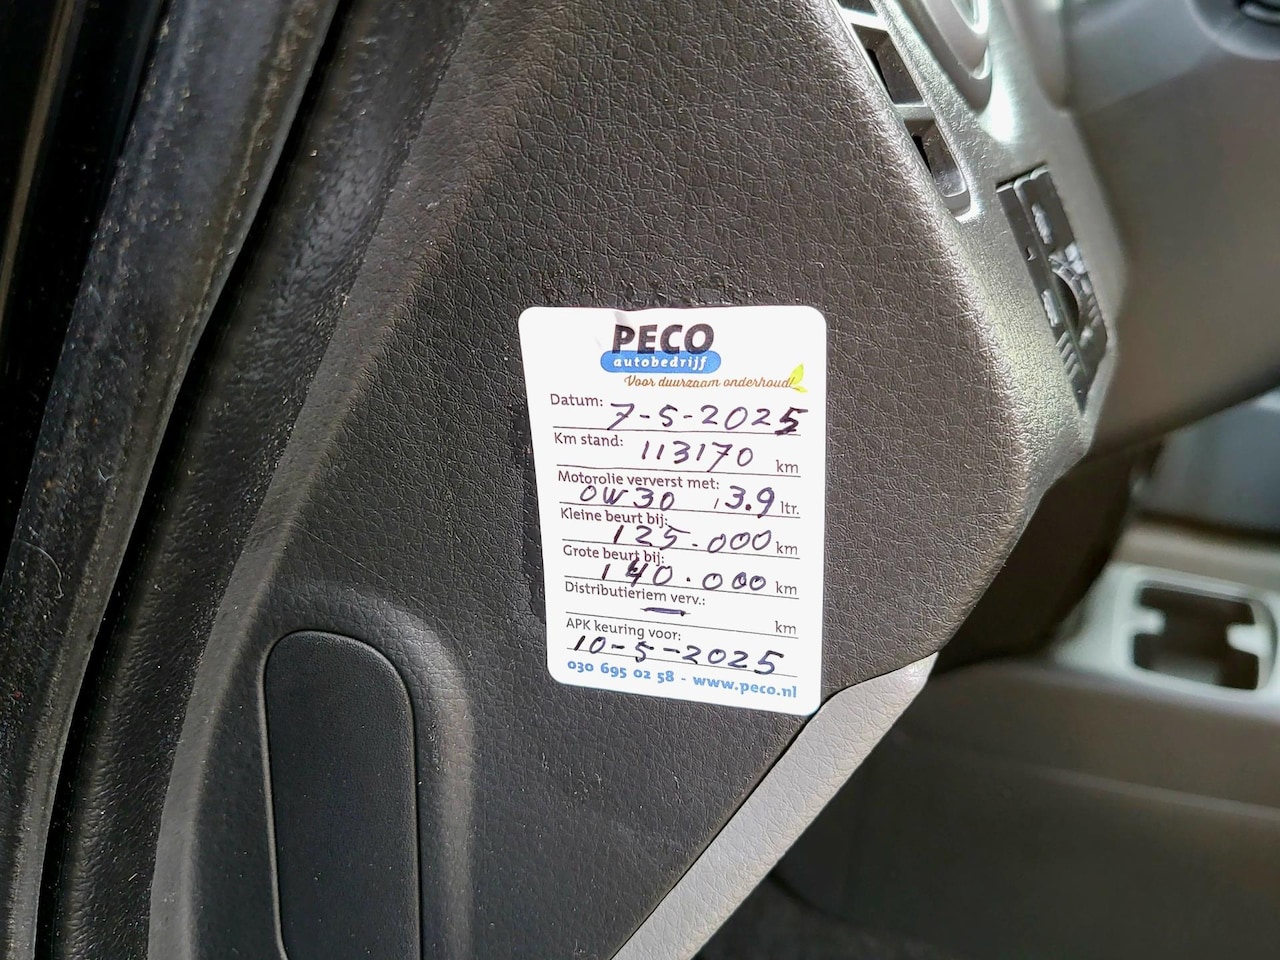 PECO
autobedrijf
Voor duurzaam onderhoud!
Datum: 7-5-2025
Km stand: 113170 km
Motorolie ververst met:
0W30 3.9 ltr.
Kleine beurt bij:
125.000 km
Grote beurt bij:
140.000 km
Distributieriem verv.:
— km
APK keuring voor:
10-5-2025
030 695 02 58 - www.peco.nl